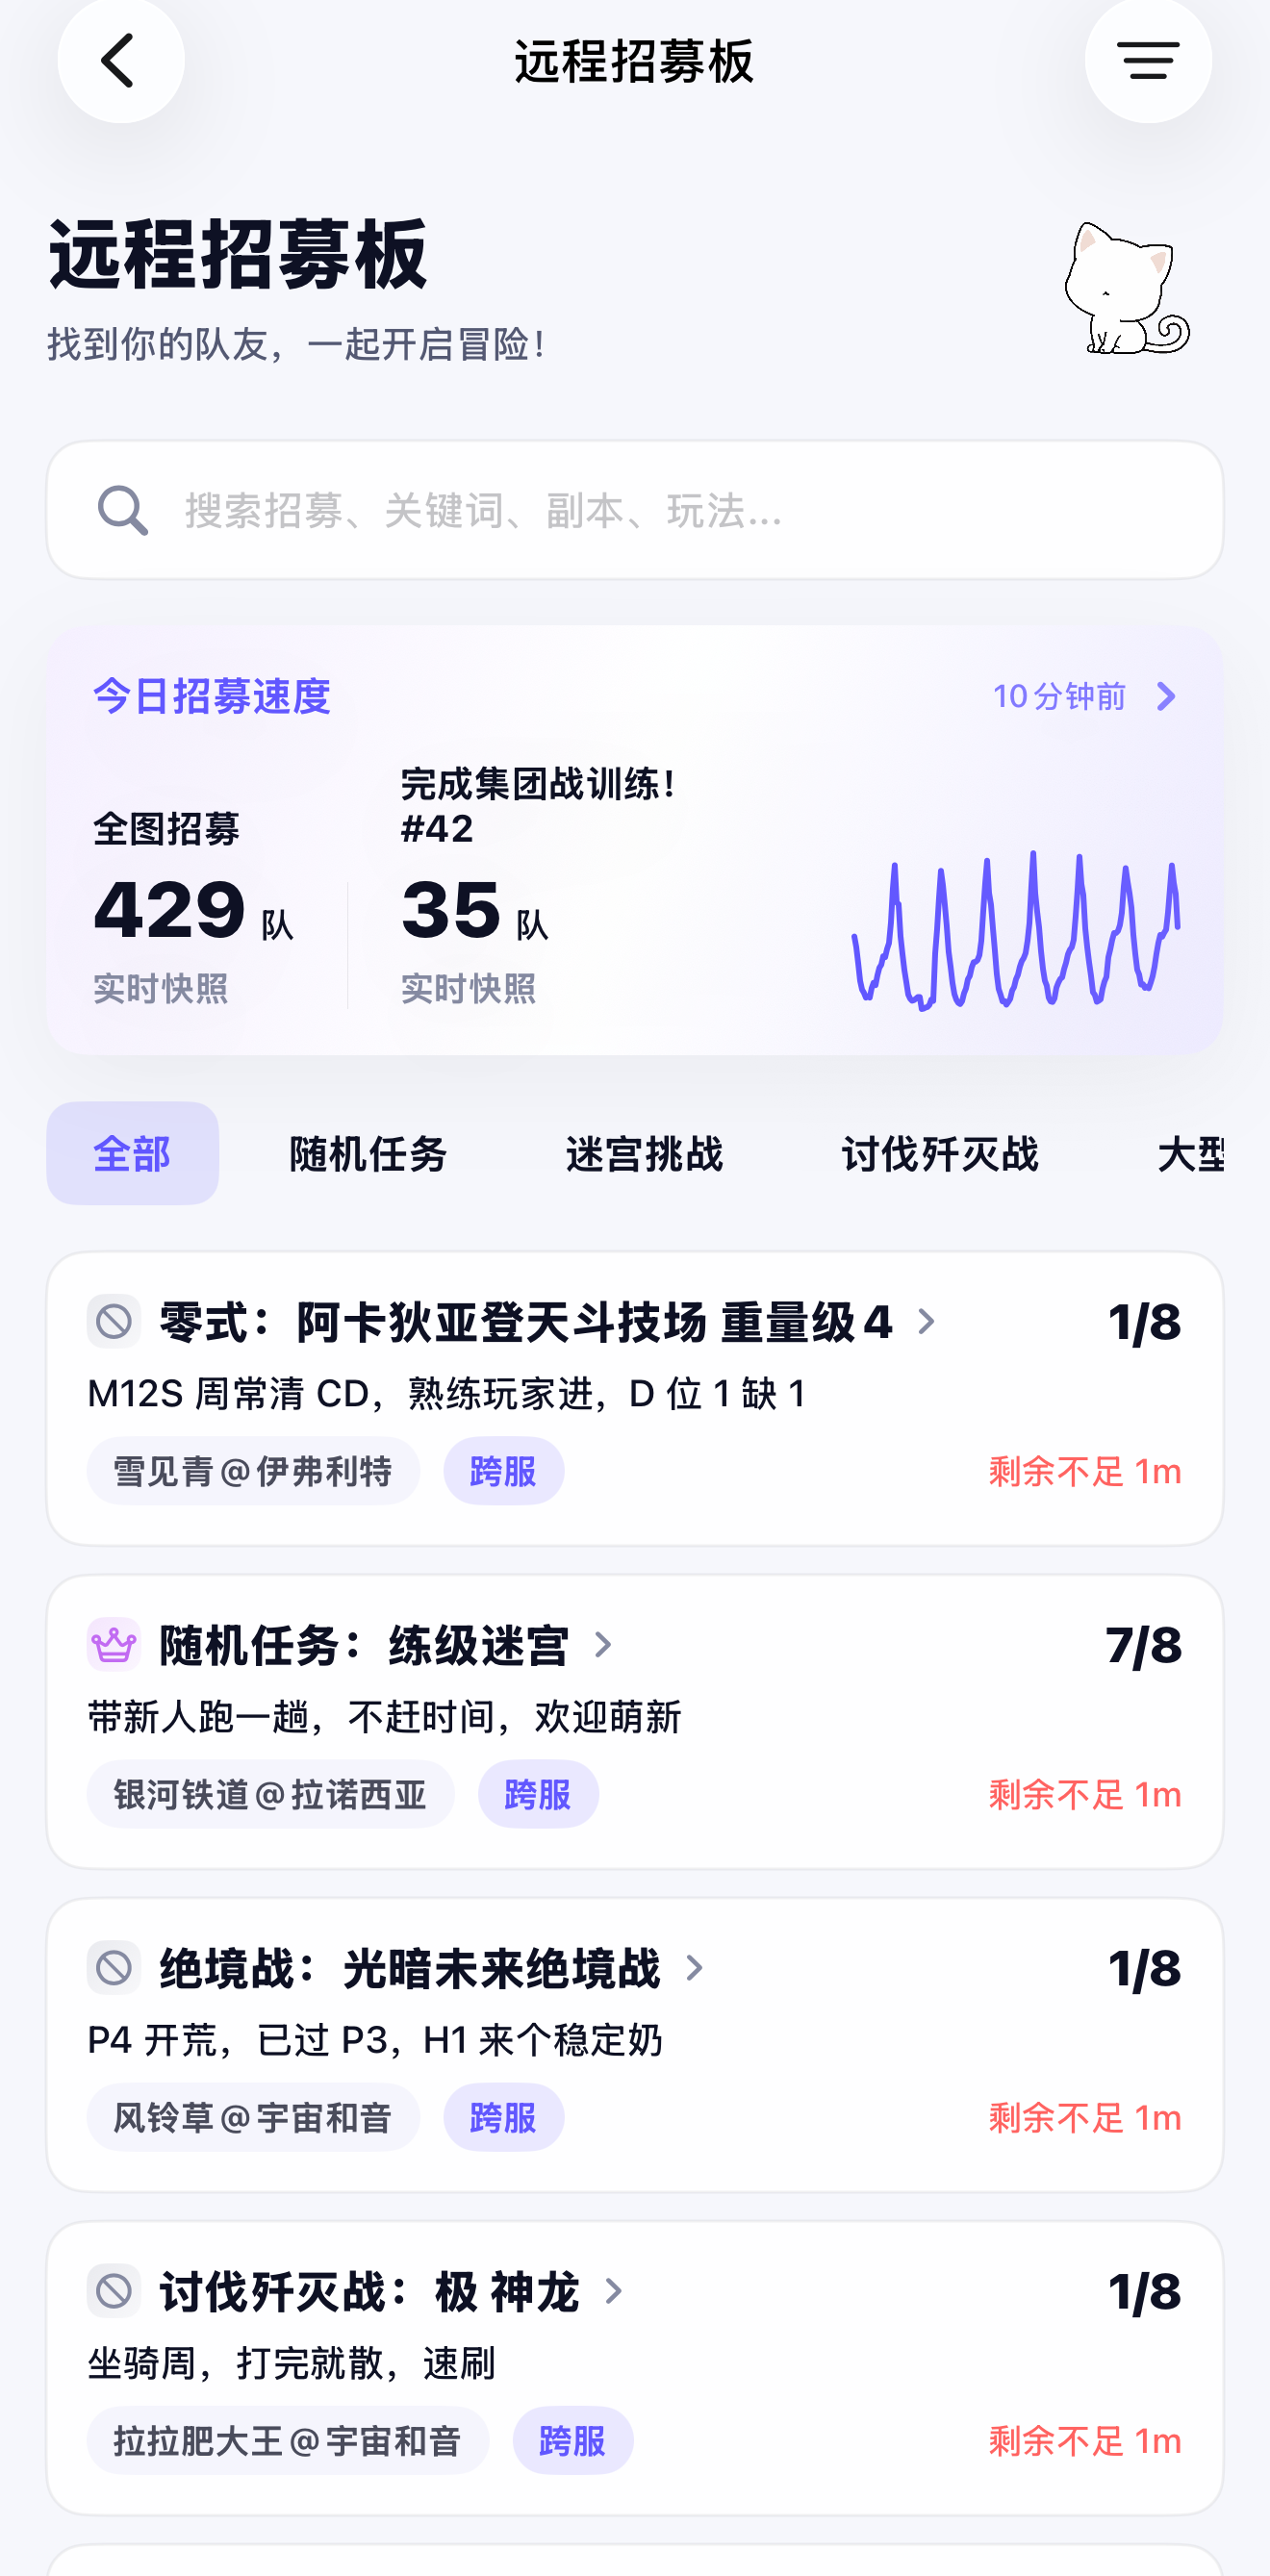 远程招募板
远程招募板
找到你的队友，一起开启冒险！
搜索招募、关键词、副本、玩法...
今日招募速度
10分钟前
全图招募
429 队
实时快照
完成集团战训练！
#42
35 队
实时快照
全部 随机任务 迷宫挑战 讨伐歼灭战 大型
零式：阿卡狄亚登天斗技场 重量级4
1/8
M12S 周常清 CD，熟练玩家进，D 位 1 缺 1
雪见青@伊弗利特 跨服 剩余不足 1m
随机任务：练级迷宫
7/8
带新人跑一趟，不赶时间，欢迎萌新
银河铁道@拉诺西亚 跨服 剩余不足 1m
绝境战：光暗未来绝境战
1/8
P4 开荒，已过 P3，H1 来个稳定奶
风铃草@宇宙和音 跨服 剩余不足 1m
讨伐歼灭战：极 神龙
1/8
坐骑周，打完就散，速刷
拉拉肥大王@宇宙和音 跨服 剩余不足 1m